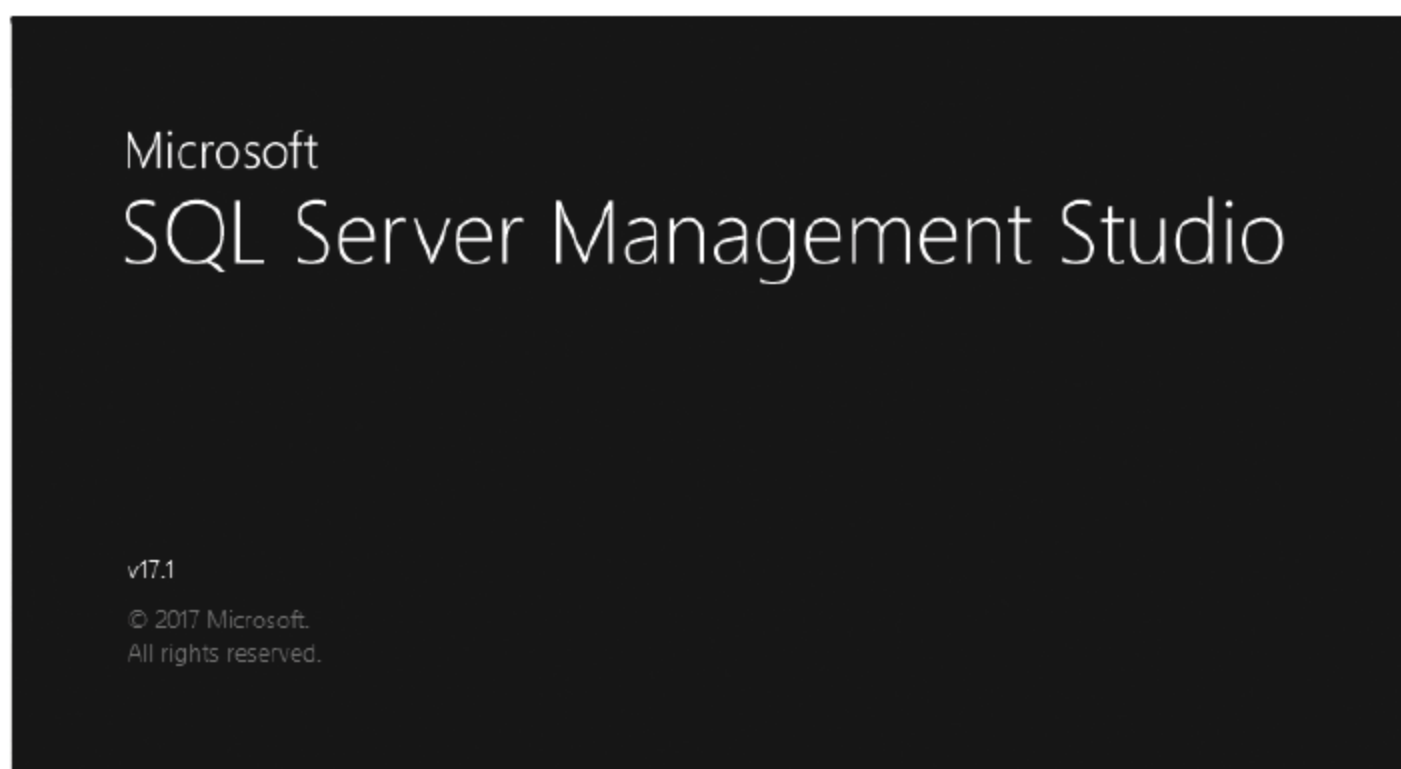 Microsoft
SQL Server Management Studio
v17.1
© 2017 Microsoft.
All rights reserved.